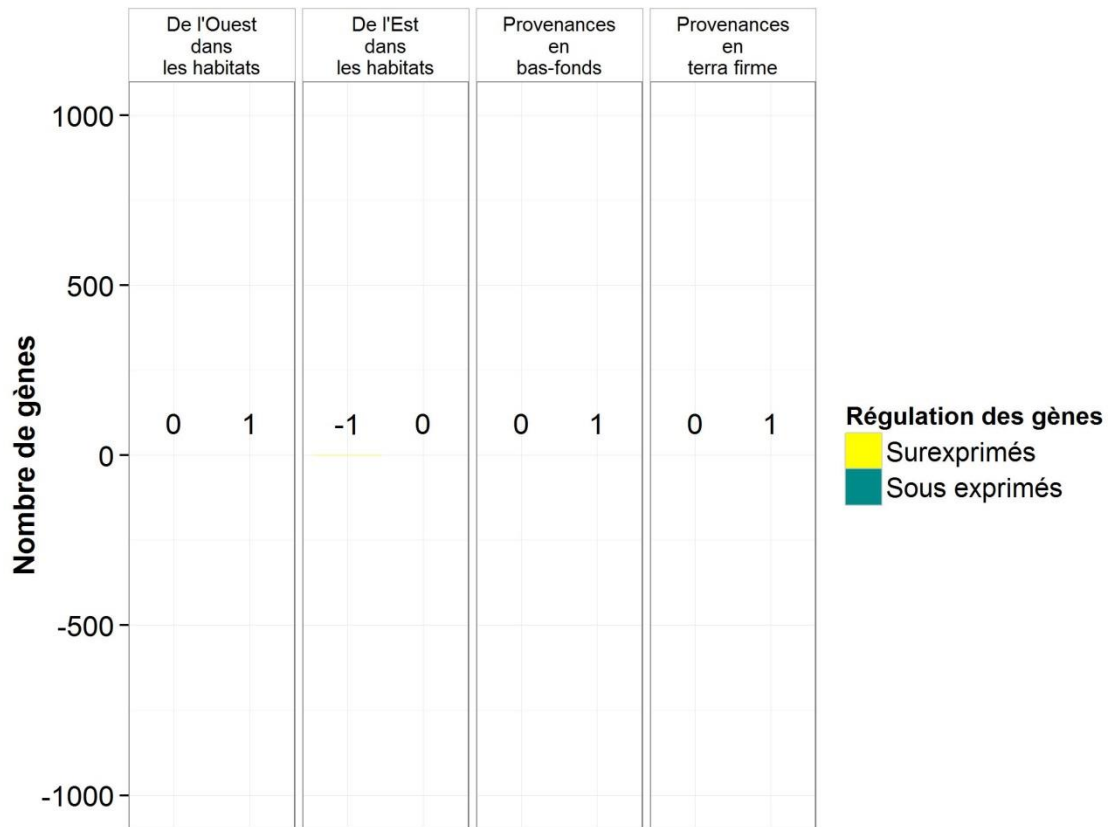 De l'Ouest
dans
les habitats
De l'Est
dans
les habitats
Provenances
en
bas-fonds
Provenances
en
terra firme
Nombre de gènes
1000
500
0
-500
-1000
0 1
-1 0
0 1
0 1
Régulation des gènes
Surexprimés
Sous exprimés